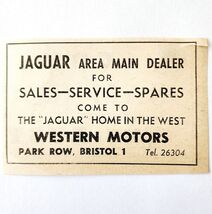 JAGUAR AREA MAIN DEALER
FOR
SALES—SERVICE—SPARES
COME TO
THE "JAGUAR" HOME IN THE WEST
WESTERN MOTORS
PARK ROW, BRISTOL 1 Tel. 26304